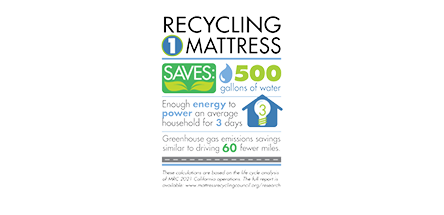 RECYCLING
1 MATTRESS
SAVES: 500
gallons of water
Enough energy to
power an average
household for 3 days
3
Greenhouse gas emissions savings
similar to driving 60 fewer miles.
These calculations are based on the life cycle analysis
of MRC 2021 California operations. The full report is
available: www.mattressrecyclingcouncil.org/research